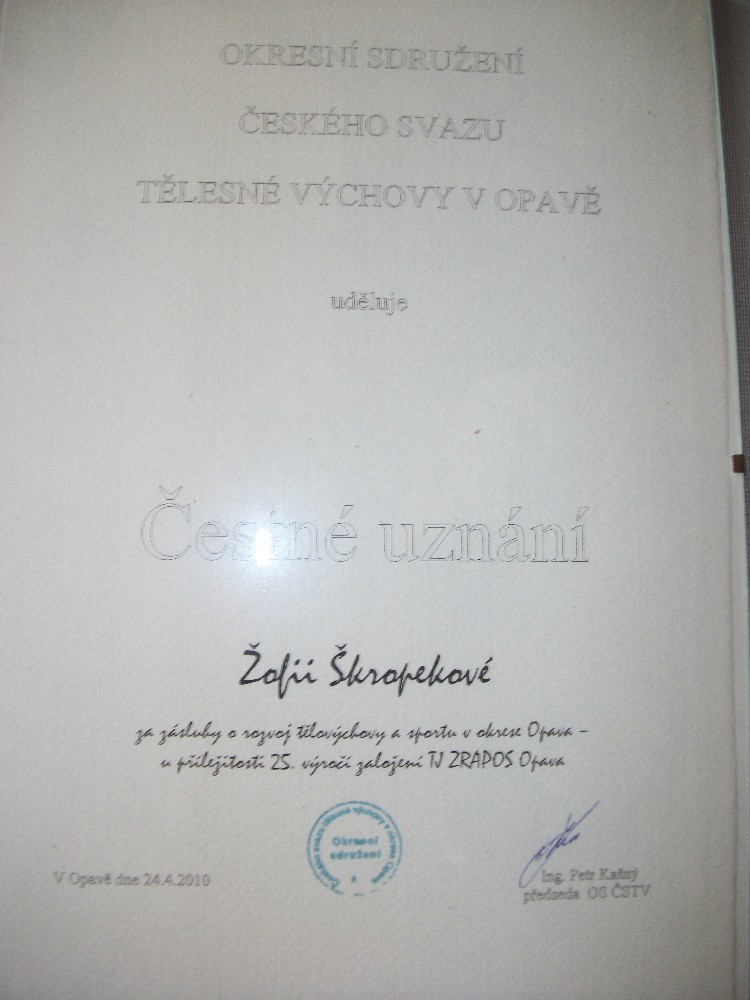 OKRESNÍ SDRUŽENÍ
ČESKÉHO SVAZU
TĚLESNÉ VÝCHOVY V OPAVĚ
uděluje
Čestné uznání
Žofii Škropekové
za zásluhy o rozvoj tělovýchovy a sportu v okrese Opava –
u příležitosti 25. výročí založení TJ ZRAPOS Opava
Okresní
sdružení
V Opavě dne 24.4.2010
Ing. Petr Kašný
předseda OS ČSTV